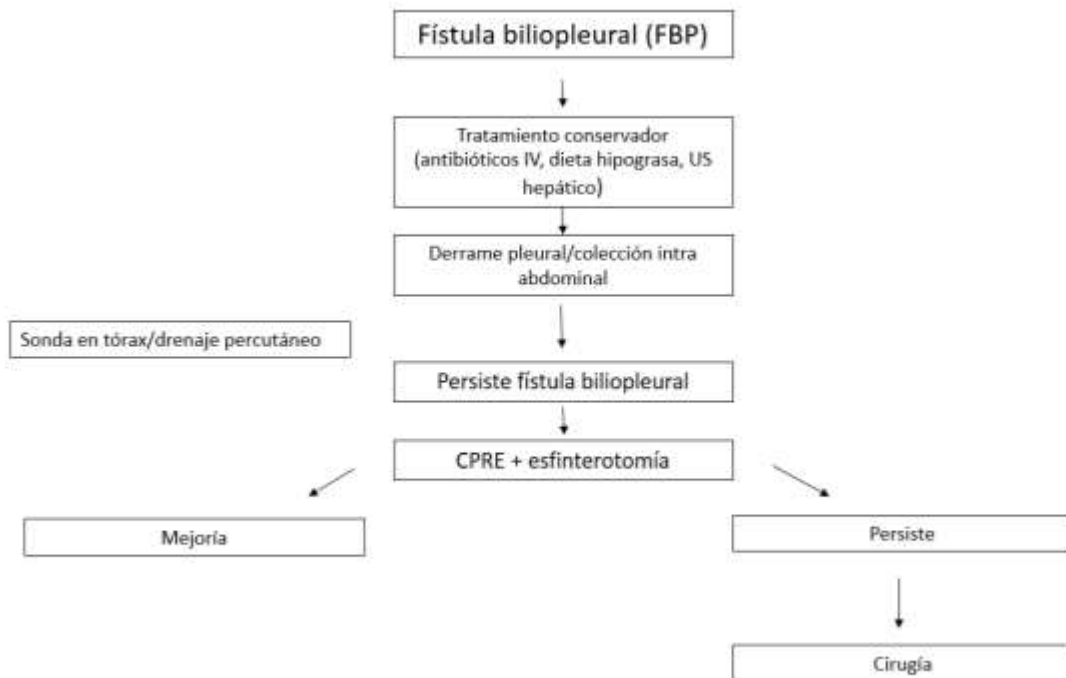 Fístula biliopleural (FBP)
Tratamiento conservador
(antibióticos IV, dieta hipograsa, US
hepático)
Derrame pleural/colección intra
abdominal
Sonda en tórax/drenaje percutáneo
Persiste fístula biliopleural
CPRE + esfinterotomía
Mejoría
Persiste
Cirugía